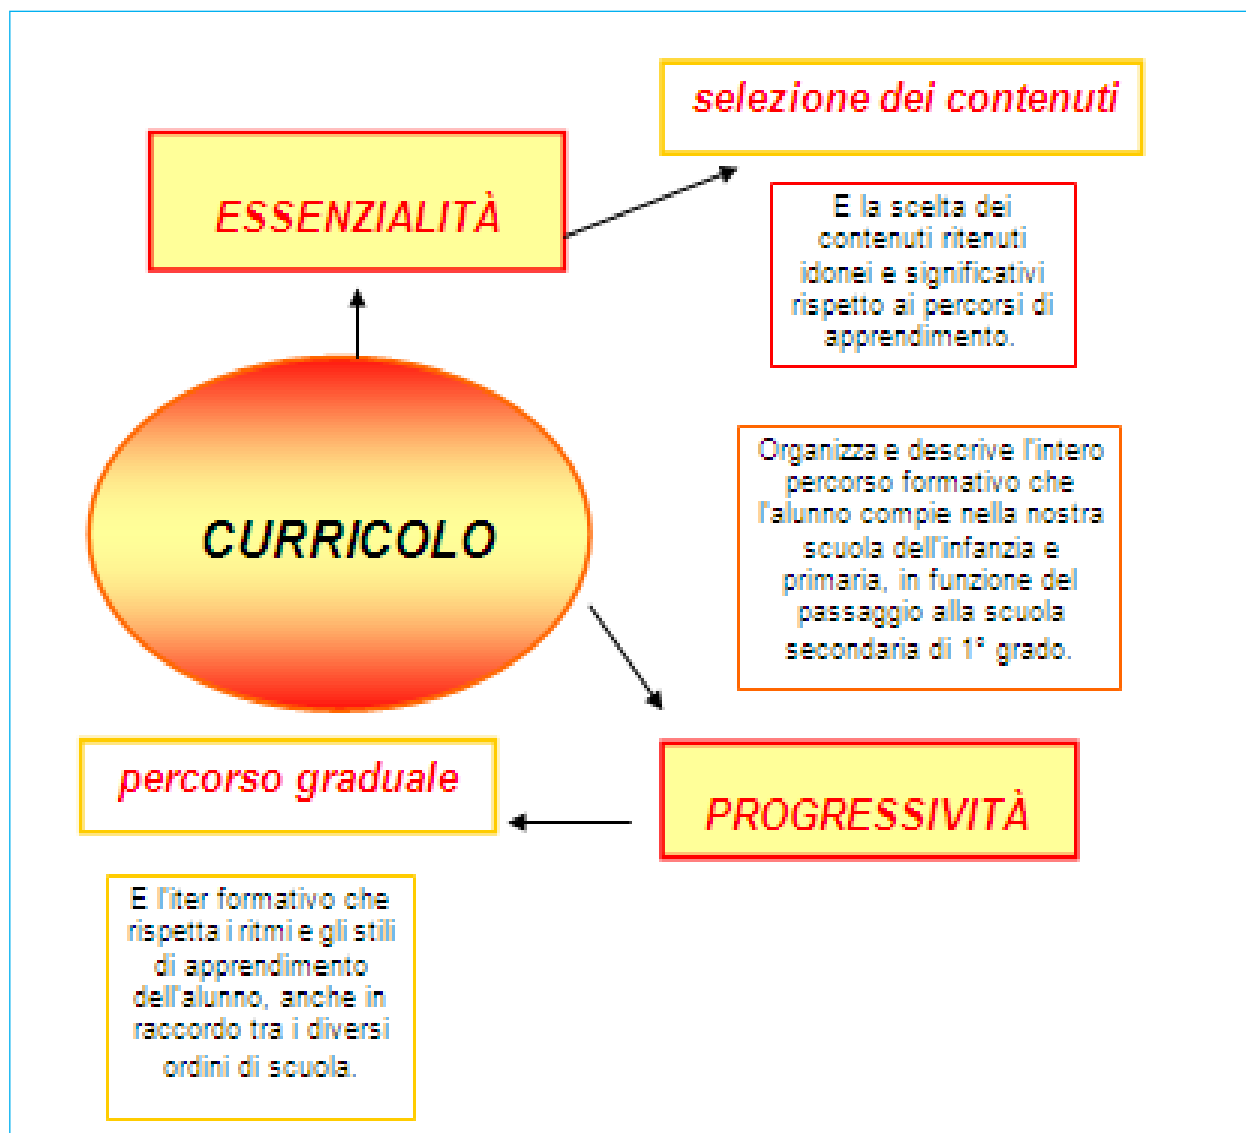 selezione dei contenuti
ESSENZIALITÀ
E la scelta dei
contenuti ritenuti
idonei e significativi
rispetto ai percorsi di
apprendimento.
CURRICOLO
Organizza e descrive l'intero
percorso formativo che
l'alunno compie nella nostra
scuola dell'infanzia e
primaria, in funzione del
passaggio alla scuola
secondaria di 1° grado.
percorso graduale
PROGRESSIVITÀ
E l'iter formativo che
rispetta i ritmi e gli stili
di apprendimento
dell'alunno, anche in
raccordo tra i diversi
ordini di scuola.